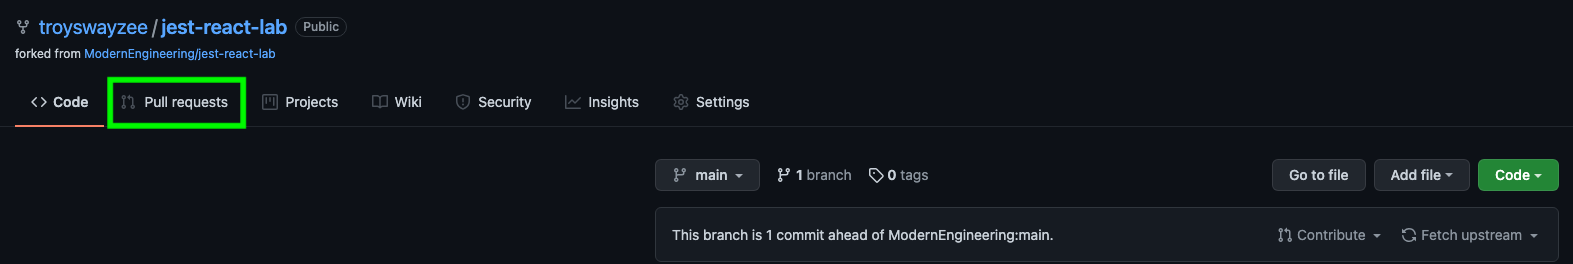 troyswayzee / jest-react-lab Public
forked from ModernEngineering/jest-react-lab
Code Pull requests Projects Wiki Security Insights Settings
main 1 branch 0 tags Go to file Add file Code
This branch is 1 commit ahead of ModernEngineering:main. Contribute Fetch upstream